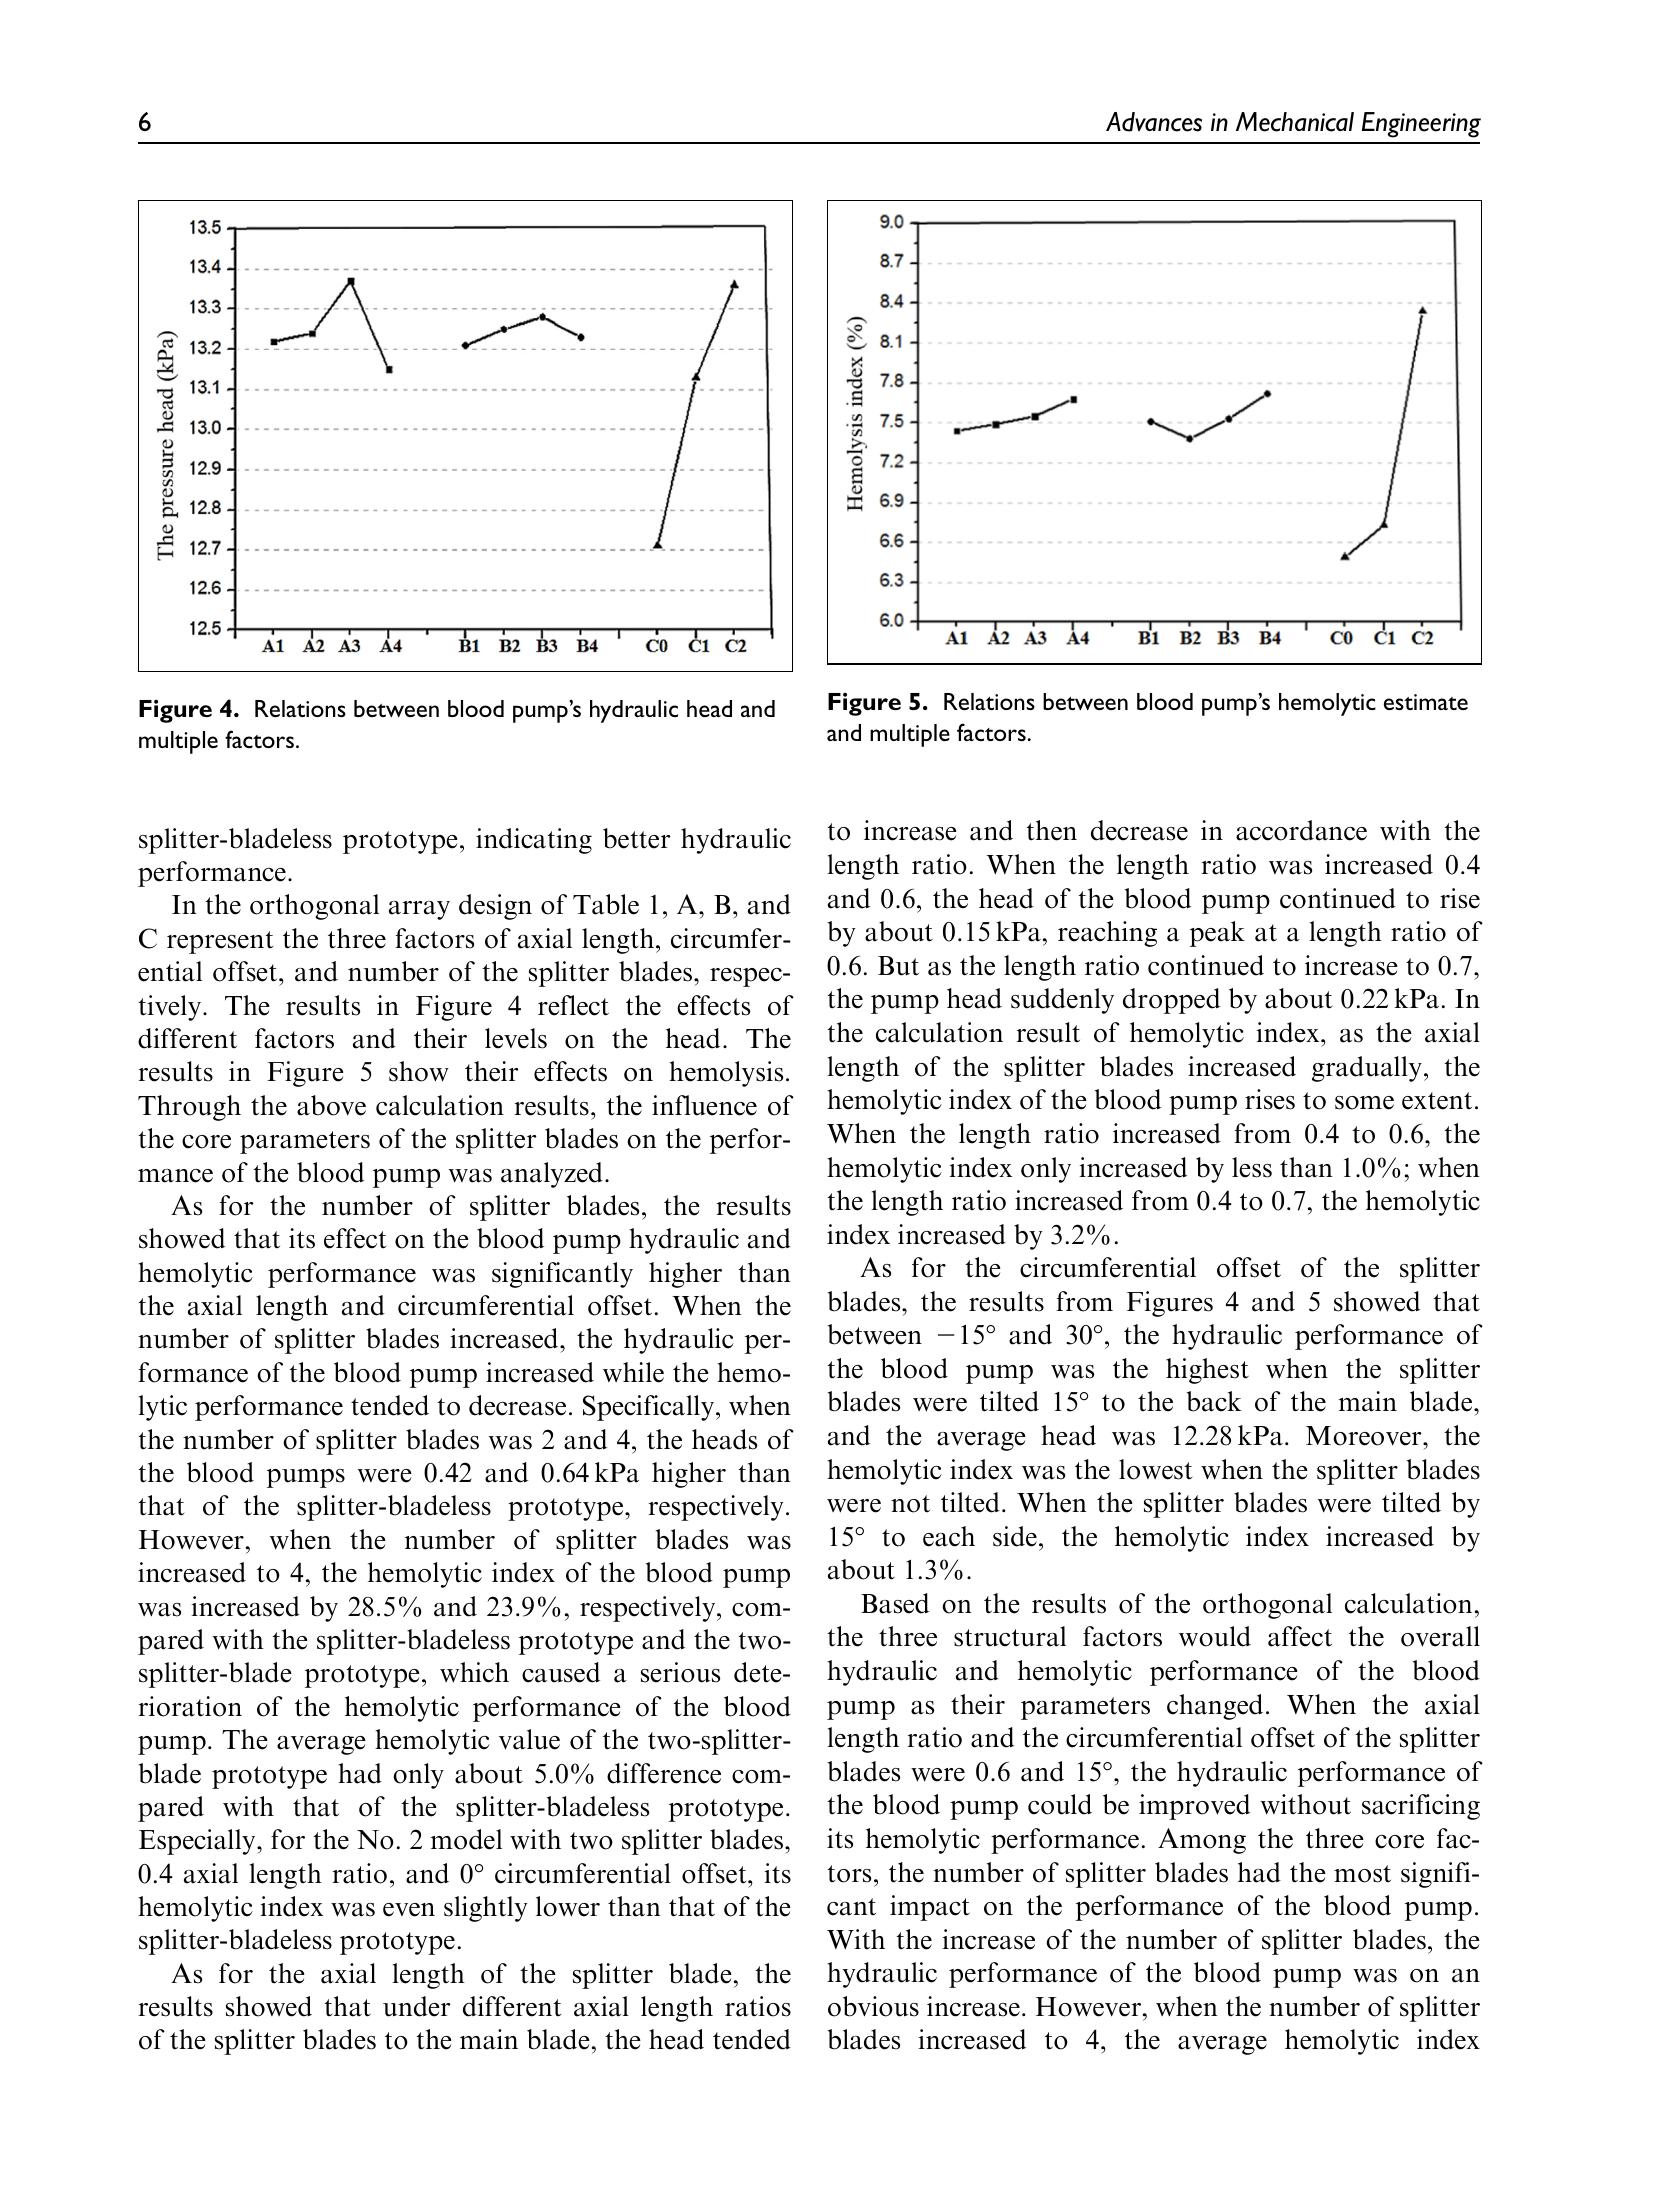 6
Advances in Mechanical Engineering
13.5
13.4
13.3
13.2
13.1
13.0
12.9
12.8
12.7
12.6
12.5
The pressure head (kPa)
A1 A2 A3 A4 B1 B2 B3 B4 C0 C1 C2
Figure 4. Relations between blood pump's hydraulic head and
multiple factors.
9.0
8.7
8.4
8.1
7.8
7.5
7.2
6.9
6.6
6.3
6.0
Hemolysis index (%)
A1 A2 A3 A4 B1 B2 B3 B4 C0 C1 C2
Figure 5. Relations between blood pump's hemolytic estimate
and multiple factors.
splitter-bladeless prototype, indicating better hydraulic
performance.
In the orthogonal array design of Table 1, A, B, and
C represent the three factors of axial length, circumfer-
ential offset, and number of the splitter blades, respec-
tively. The results in Figure 4 reflect the effects of
different factors and their levels on the head. The
results in Figure 5 show their effects on hemolysis.
Through the above calculation results, the influence of
the core parameters of the splitter blades on the perfor-
mance of the blood pump was analyzed.
As for the number of splitter blades, the results
showed that its effect on the blood pump hydraulic and
hemolytic performance was significantly higher than
the axial length and circumferential offset. When the
number of splitter blades increased, the hydraulic per-
formance of the blood pump increased while the hemo-
lytic performance tended to decrease. Specifically, when
the number of splitter blades was 2 and 4, the heads of
the blood pumps were 0.42 and 0.64 kPa higher than
that of the splitter-bladeless prototype, respectively.
However, when the number of splitter blades was
increased to 4, the hemolytic index of the blood pump
was increased by 28.5% and 23.9%, respectively, com-
pared with the splitter-bladeless prototype and the two-
splitter-blade prototype, which caused a serious dete-
rioration of the hemolytic performance of the blood
pump. The average hemolytic value of the two-splitter-
blade prototype had only about 5.0% difference com-
pared with that of the splitter-bladeless prototype.
Especially, for the No. 2 model with two splitter blades,
0.4 axial length ratio, and 0° circumferential offset, its
hemolytic index was even slightly lower than that of the
splitter-bladeless prototype.
As for the axial length of the splitter blade, the
results showed that under different axial length ratios
of the splitter blades to the main blade, the head tended
to increase and then decrease in accordance with the
length ratio. When the length ratio was increased 0.4
and 0.6, the head of the blood pump continued to rise
by about 0.15 kPa, reaching a peak at a length ratio of
0.6. But as the length ratio continued to increase to 0.7,
the pump head suddenly dropped by about 0.22 kPa. In
the calculation result of hemolytic index, as the axial
length of the splitter blades increased gradually, the
hemolytic index of the blood pump rises to some extent.
When the length ratio increased from 0.4 to 0.6, the
hemolytic index only increased by less than 1.0%; when
the length ratio increased from 0.4 to 0.7, the hemolytic
index increased by 3.2%.
As for the circumferential offset of the splitter
blades, the results from Figures 4 and 5 showed that
between −15° and 30°, the hydraulic performance of
the blood pump was the highest when the splitter
blades were tilted 15° to the back of the main blade,
and the average head was 12.28 kPa. Moreover, the
hemolytic index was the lowest when the splitter blades
were not tilted. When the splitter blades were tilted by
15° to each side, the hemolytic index increased by
about 1.3%.
Based on the results of the orthogonal calculation,
the three structural factors would affect the overall
hydraulic and hemolytic performance of the blood
pump as their parameters changed. When the axial
length ratio and the circumferential offset of the splitter
blades were 0.6 and 15°, the hydraulic performance of
the blood pump could be improved without sacrificing
its hemolytic performance. Among the three core fac-
tors, the number of splitter blades had the most signifi-
cant impact on the performance of the blood pump.
With the increase of the number of splitter blades, the
hydraulic performance of the blood pump was on an
obvious increase. However, when the number of splitter
blades increased to 4, the average hemolytic index